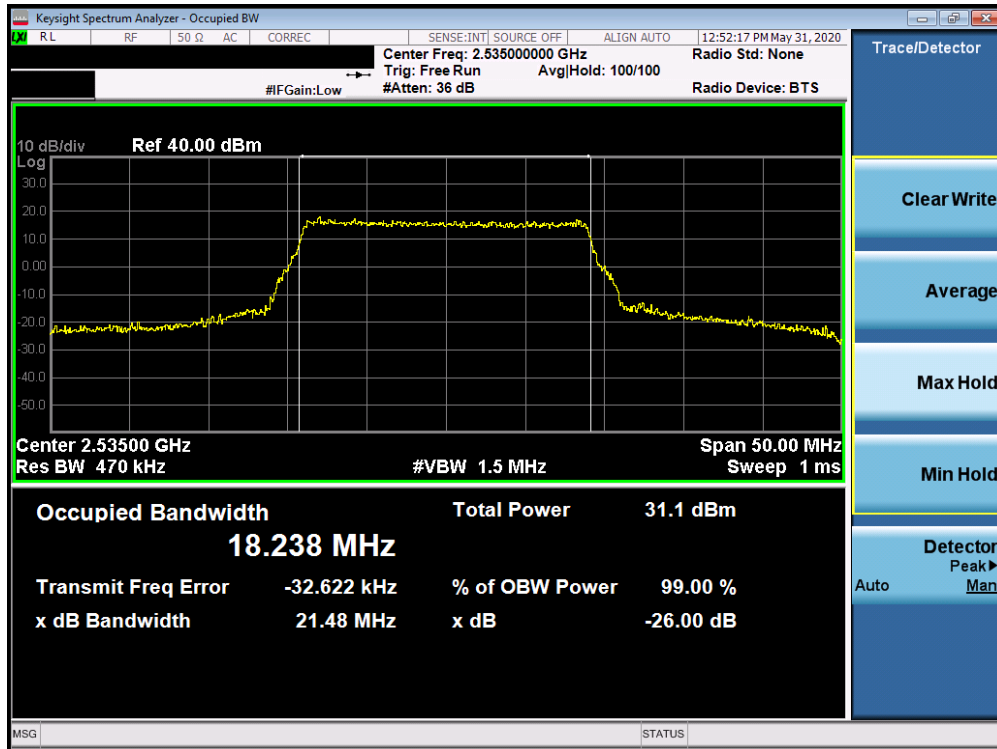 Keysight Spectrum Analyzer - Occupied BW
LXI RL RF 50 Ω AC CORREC SENSE:INT SOURCE OFF ALIGN AUTO 12:52:17 PM May 31, 2020
Center Freq: 2.535000000 GHz Radio Std: None
Trig: Free Run Avg|Hold: 100/100
#IFGain:Low #Atten: 36 dB Radio Device: BTS
Trace/Detector
10 dB/div Ref 40.00 dBm
Log
30.0
20.0
10.0
0.00
-10.0
-20.0
-30.0
-40.0
-50.0
Center 2.53500 GHz Span 50.00 MHz
Res BW 470 kHz #VBW 1.5 MHz Sweep 1 ms
Occupied Bandwidth Total Power 31.1 dBm
18.238 MHz
Transmit Freq Error -32.622 kHz % of OBW Power 99.00 %
x dB Bandwidth 21.48 MHz x dB -26.00 dB
Clear Write
Average
Max Hold
Min Hold
Detector
Peak
Auto Man
MSG STATUS